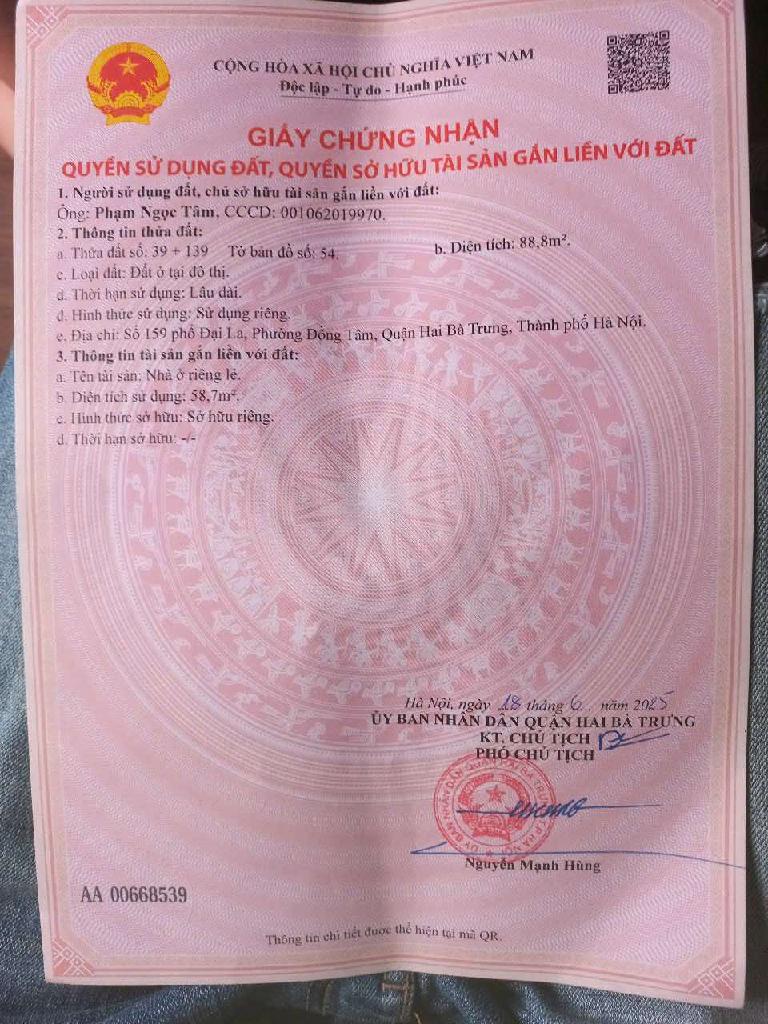 CỘNG HÒA XÃ HỘI CHỦ NGHĨA VIỆT NAM
Độc lập - Tự do - Hạnh phúc
GIẤY CHỨNG NHẬN
QUYỀN SỬ DỤNG ĐẤT, QUYỀN SỞ HỮU TÀI SẢN GẮN LIỀN VỚI ĐẤT
1. Người sử dụng đất, chủ sở hữu tài sản gắn liền với đất:
Ông: Phạm Ngọc Tâm, CCCD: 001062019970.
2. Thông tin thửa đất:
a. Thửa đất số: 39 + 139 Tờ bản đồ số: 54. b. Diện tích: 88,8m².
c. Loại đất: Đất ở tại đô thị.
d. Thời hạn sử dụng: Lâu dài.
đ. Hình thức sử dụng: Sử dụng riêng.
e. Địa chỉ: Số 159 phố Đại La, Phường Đồng Tâm, Quận Hai Bà Trưng, Thành phố Hà Nội.
3. Thông tin tài sản gắn liền với đất:
a. Tên tài sản: Nhà ở riêng lẻ.
b. Diện tích sử dụng: 58,7m².
c. Hình thức sở hữu: Sở hữu riêng.
d. Thời hạn sở hữu: -/-
Hà Nội, ngày 18 tháng 6 năm 2025
ỦY BAN NHÂN DÂN QUẬN HAI BÀ TRƯNG
KT. CHỦ TỊCH
PHÓ CHỦ TỊCH
Nguyễn Mạnh Hùng
AA 00668539
Thông tin chi tiết được thể hiện tại mã QR.